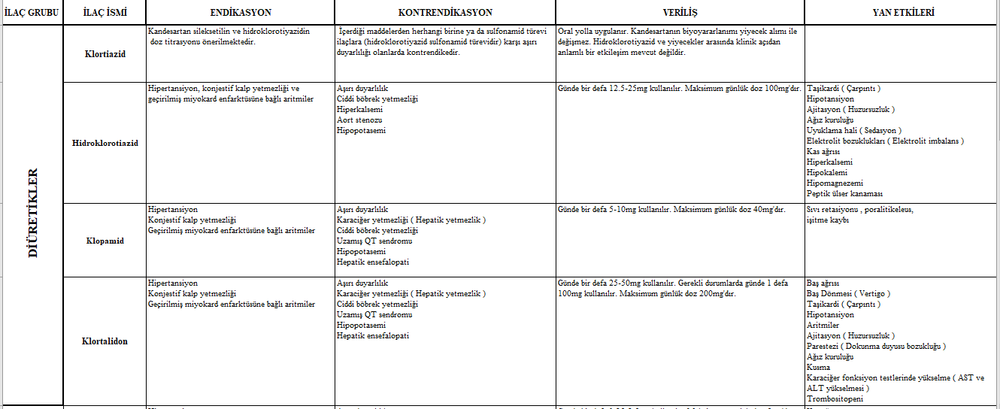 İLAÇ GRUBU
İLAÇ İSMİ
ENDİKASYON
KONTRENDİKASYON
VERİLİŞ
YAN ETKİLERİ
DİÜRETİKLER
Klortiazid
Kandesartan sileksetilin ve hidroklorotiyazidin
doz titrasyonu önerilmektedir.
İçerdiği maddelerden herhangi birine ya da sulfonamid türevi
ilaçlara (hidroklorotiyazid sulfonamid türevidir) karşı aşırı
duyarlılığı olanlarda kontrendikedir.
Oral yolla uygulanır. Kandesartanın biyoyararlanımı yiyecek alımı ile
değişmez. Hidroklorotiyazid ve yiyecekler arasında klinik açıdan
anlamlı bir etkileşim mevcut değildir.
Hidroklorotiazid
Hipertansiyon, konjestif kalp yetmezliği ve
geçirilmiş miyokard enfarktüsüne bağlı aritmiler
Aşırı duyarlılık
Ciddi böbrek yetmezliği
Hiperkalsemi
Aort stenozu
Hipopotasemi
Günde bir defa 12.5-25mg kullanılır. Maksimum günlük doz 100mg'dır.
Taşikardi ( Çarpıntı )
Hipotansiyon
Ajitasyon ( Huzursuzluk )
Ağız kuruluğu
Uyuklama hali ( Sedasyon )
Elektrolit bozuklukları ( Elektrolit imbalans )
Kas ağrısı
Hiperkalsemi
Hipokalemi
Hipomagnezemi
Peptik ülser kanaması
Klopamid
Hipertansiyon
Konjestif kalp yetmezliği
Geçirilmiş miyokard enfarktüsüne bağlı aritmiler
Aşırı duyarlılık
Karaciğer yetmezliği ( Hepatik yetmezlik )
Ciddi böbrek yetmezliği
Uzamış QT sendromu
Hipopotasemi
Hepatik ensefalopati
Günde bir defa 5-10mg kullanılır. Maksimum günlük doz 40mg'dır.
Sıvı retasiyonu , poralitikeleus,
işitme kaybı
Klortalidon
Hipertansiyon
Konjestif kalp yetmezliği
Geçirilmiş miyokard enfarktüsüne bağlı aritmiler
Aşırı duyarlılık
Karaciğer yetmezliği ( Hepatik yetmezlik )
Ciddi böbrek yetmezliği
Uzamış QT sendromu
Hipopotasemi
Hepatik ensefalopati
Günde bir defa 25-50mg kullanılır. Gerekli durumlarda günde 1 defa
100mg kullanılır. Maksimum günlük doz 200mg'dır.
Baş ağrısı
Baş Dönmesi ( Vertigo )
Taşikardi ( Çarpıntı )
Hipotansiyon
Aritmiler
Ajitasyon ( Huzursuzluk )
Parestezi ( Dokunma duyusu bozukluğu )
Ağız kuruluğu
Kusma
Karaciğer fonksiyon testlerinde yükselme ( AST ve
ALT yükselmesi )
Trombositopeni